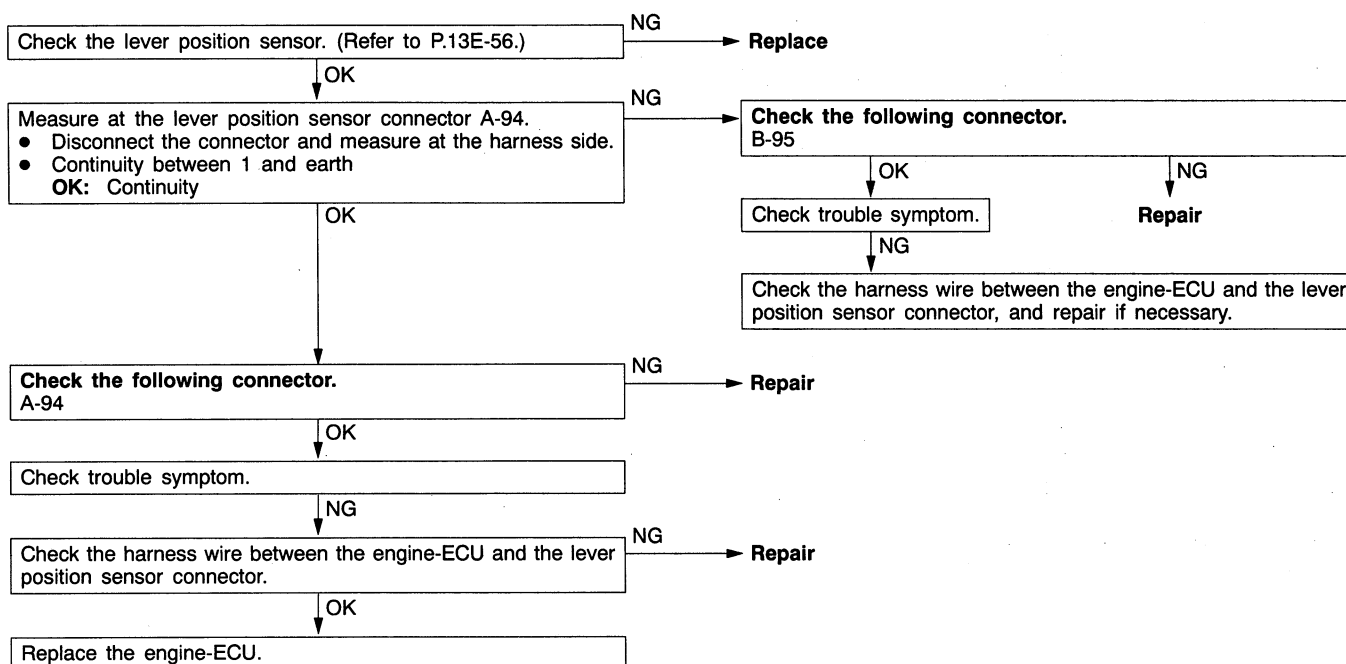 Check the lever position sensor. (Refer to P.13E-56.)
NG
Replace
OK
Measure at the lever position sensor connector A-94.
● Disconnect the connector and measure at the harness side.
● Continuity between 1 and earth
OK: Continuity
NG
Check the following connector.
B-95
OK
NG
Check trouble symptom.
Repair
NG
Check the harness wire between the engine-ECU and the lever
position sensor connector, and repair if necessary.
OK
Check the following connector.
A-94
NG
Repair
OK
Check trouble symptom.
NG
Check the harness wire between the engine-ECU and the lever
position sensor connector.
NG
Repair
OK
Replace the engine-ECU.